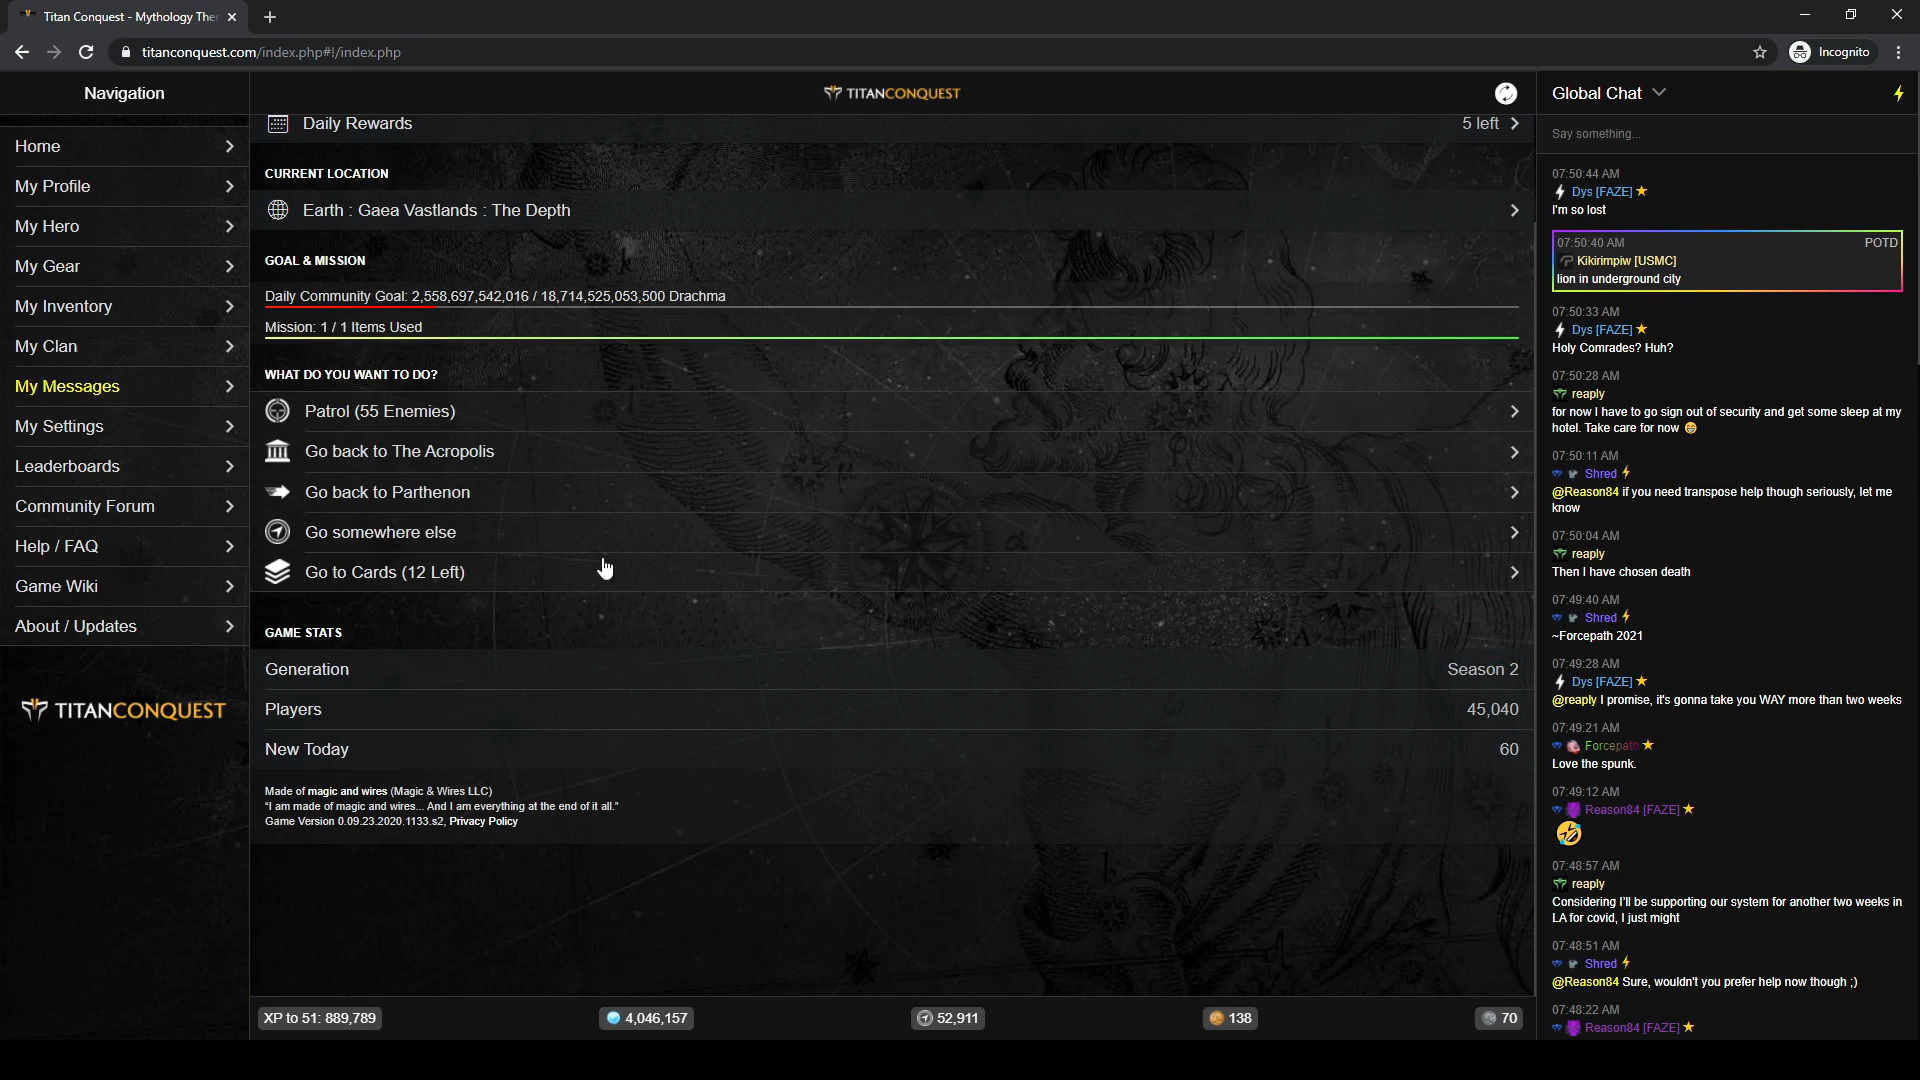 Titan Conquest - Mythology The
titanconquest.com/index.php#!/index.php
Incognito
Navigation
Home
My Profile
My Hero
My Gear
My Inventory
My Clan
My Messages
My Settings
Leaderboards
Community Forum
Help / FAQ
Game Wiki
About / Updates
TITANCONQUEST
TITANCONQUEST
Daily Rewards
5 left
CURRENT LOCATION
Earth : Gaea Vastlands : The Depth
GOAL & MISSION
Daily Community Goal: 2,558,697,542,016 / 18,714,525,053,500 Drachma
Mission: 1 / 1 Items Used
WHAT DO YOU WANT TO DO?
Patrol (55 Enemies)
Go back to The Acropolis
Go back to Parthenon
Go somewhere else
Go to Cards (12 Left)
GAME STATS
Generation
Season 2
Players
45,040
New Today
60
Made of magic and wires (Magic & Wires LLC)
"I am made of magic and wires... And I am everything at the end of it all."
Game Version 0.09.23.2020.1133.s2, Privacy Policy
XP to 51: 889,789
4,046,157
52,911
138
70
Global Chat
Say something...
07:50:44 AM
Dys [FAZE]
I'm so lost
07:50:40 AM
POTD
Kikirimpiw [USMC]
lion in underground city
07:50:33 AM
Dys [FAZE]
Holy Comrades? Huh?
07:50:28 AM
reaply
for now I have to go sign out of security and get some sleep at my
hotel. Take care for now 😁
07:50:11 AM
Shred
@Reason84 if you need transpose help though seriously, let me
know
07:50:04 AM
reaply
Then I have chosen death
07:49:40 AM
Shred
~Forcepath 2021
07:49:28 AM
Dys [FAZE]
@reaply I promise, it's gonna take you WAY more than two weeks
07:49:21 AM
Forcepath
Love the spunk.
07:49:12 AM
Reason84 [FAZE]
🤣
07:48:57 AM
reaply
Considering I'll be supporting our system for another two weeks in
LA for covid, I just might
07:48:51 AM
Shred
@Reason84 Sure, wouldn't you prefer help now though ;)
07:48:22 AM
Reason84 [FAZE]